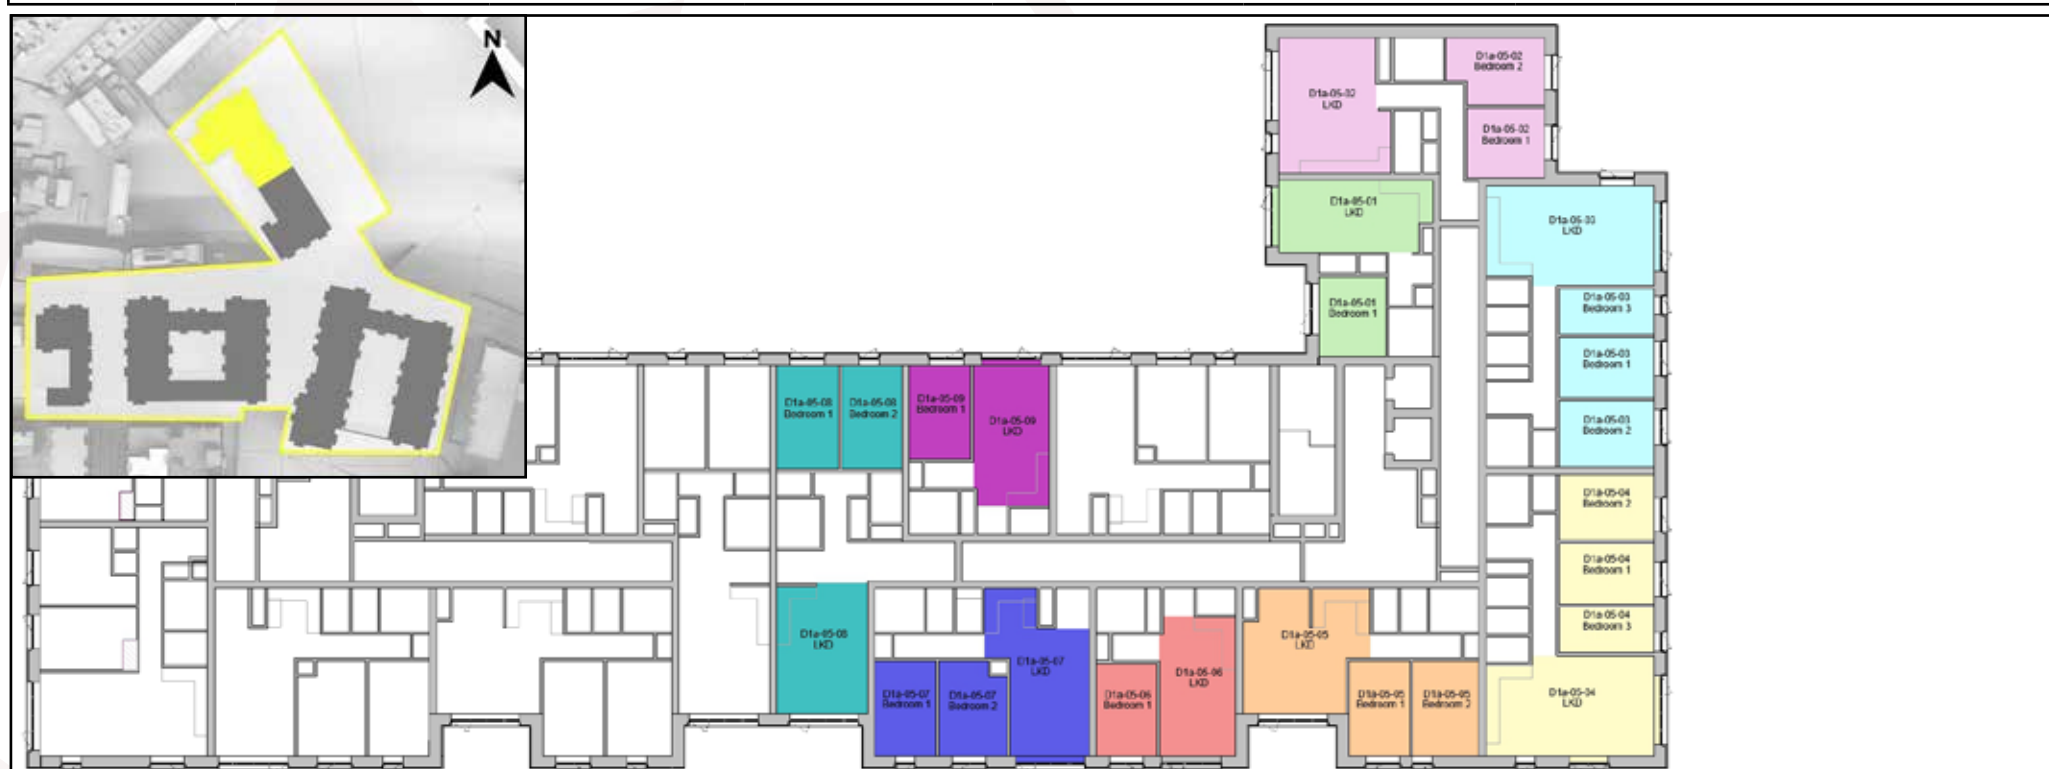 N
D1a-05-02
Bedroom 2
D1a-05-02
LKD
D1a-05-02
Bedroom 1
D1a-05-01
LKD
D1a-05-03
LKD
D1a-05-01
Bedroom 1
D1a-05-03
Bedroom 3
D1a-05-03
Bedroom 1
D1a-05-03
Bedroom 2
D1a-05-08
Bedroom 1
D1a-05-08
Bedroom 2
D1a-05-09
Bedroom 1
D1a-05-09
LKD
D1a-05-04
Bedroom 2
D1a-05-04
Bedroom 1
D1a-05-04
Bedroom 3
D1a-05-08
LKD
D1a-05-07
LKD
D1a-05-07
Bedroom 1
D1a-05-07
Bedroom 2
D1a-05-06
Bedroom 1
D1a-05-06
LKD
D1a-05-05
LKD
D1a-05-05
Bedroom 1
D1a-05-05
Bedroom 2
D1a-05-04
LKD